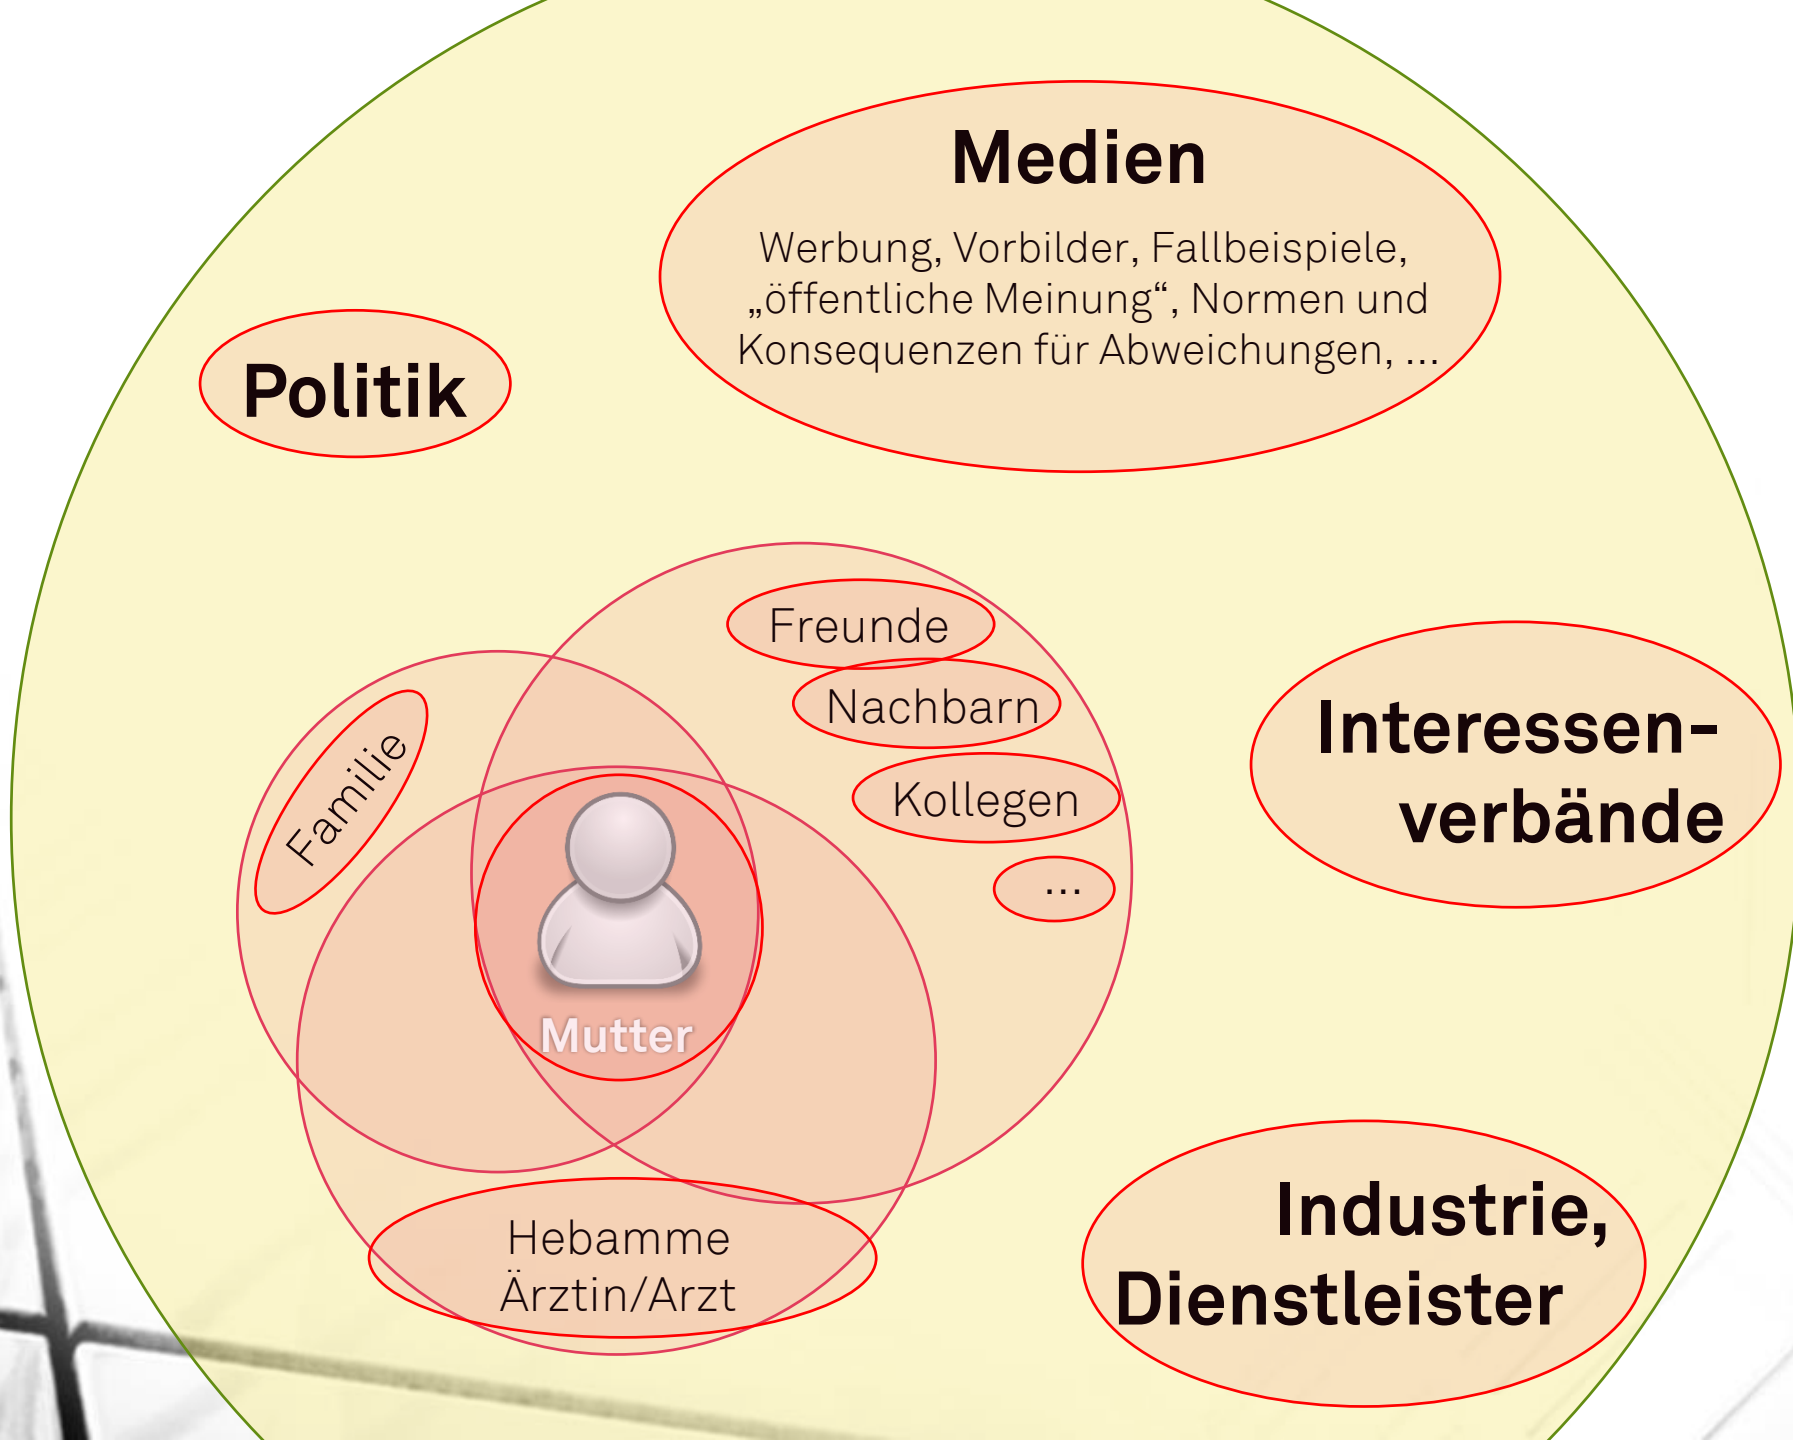 Medien
Werbung, Vorbilder, Fallbeispiele,
„öffentliche Meinung“, Normen und
Konsequenzen für Abweichungen, ...
Politik
Freunde
Nachbarn
Kollegen
...
Familie
Mutter
Hebamme
Ärztin/Arzt
Interessen-
verbände
Industrie,
Dienstleister